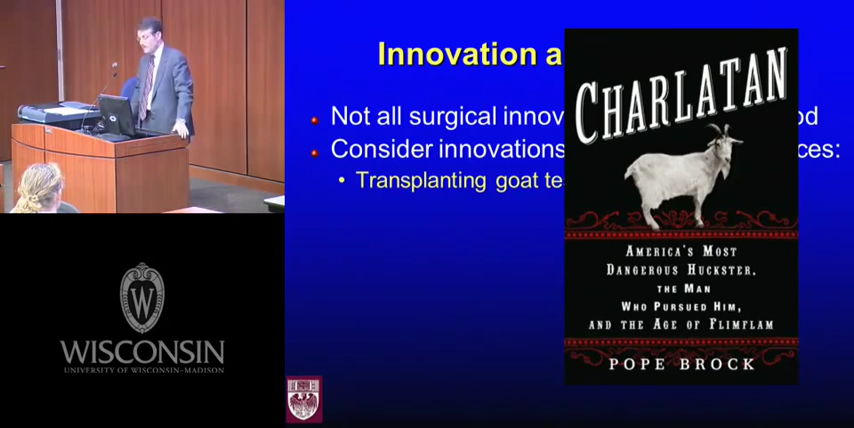 Innovation a
Not all surgical innov
od
Consider innovations
ces:
Transplanting goat te
CHARLATAN
AMERICA'S MOST
DANGEROUS HUCKSTER,
THE MAN
WHO PURSUED HIM,
AND THE AGE OF FLIMFLAM
POPE BROCK
W
WISCONSIN
UNIVERSITY OF WISCONSIN–MADISON